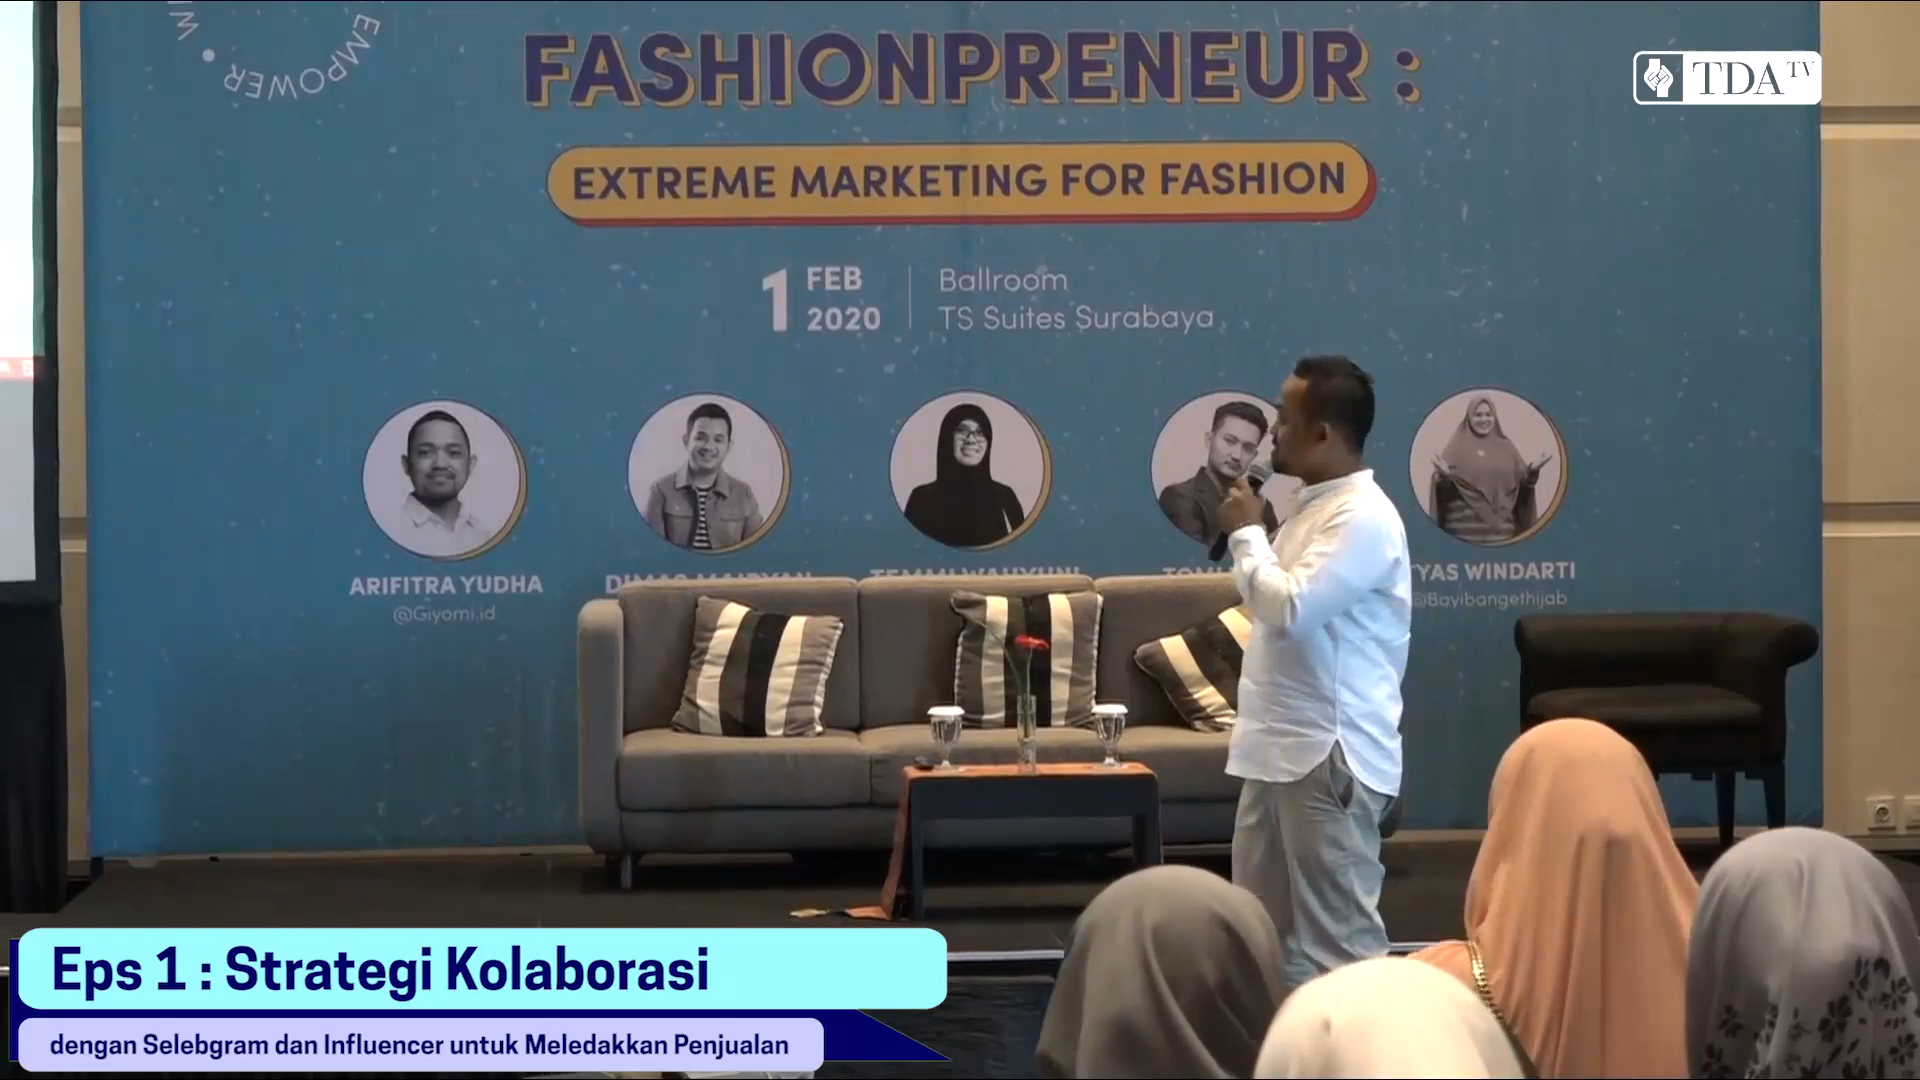 EMPOWER •
FASHIONPRENEUR :
TDA TV
EXTREME MARKETING FOR FASHION
1 FEB 2020
Ballroom
TS Suites Surabaya
ARIFITRA YUDHA
@Giyomi.id
YAS WINDARTI
@Bayibangethijab
Eps 1 : Strategi Kolaborasi
dengan Selebgram dan Influencer untuk Meledakkan Penjualan